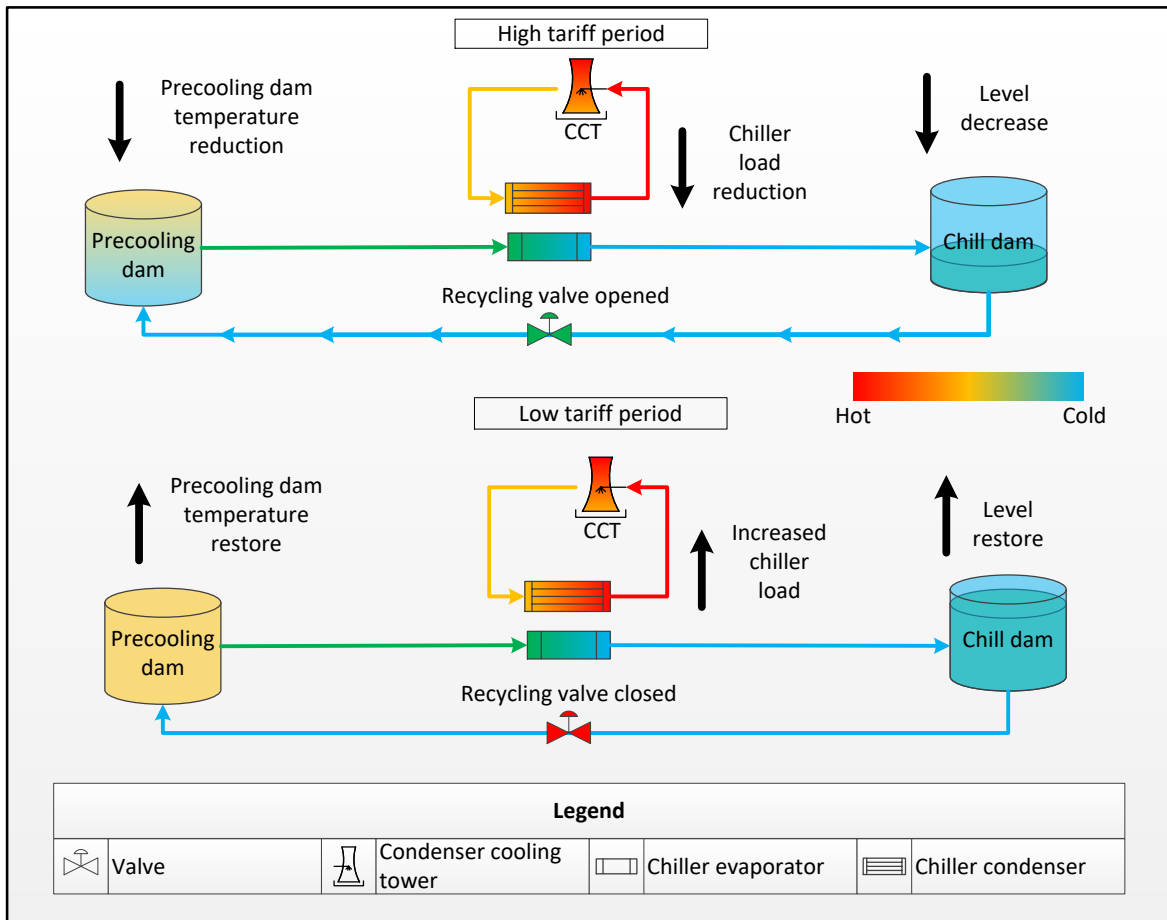 High tariff period
Precooling dam
temperature
reduction
CCT
Chiller
load
reduction
Level
decrease
Precooling
dam
Chill dam
Recycling valve opened
Hot
Cold
Low tariff period
Precooling dam
temperature
restore
CCT
Increased
chiller
load
Level
restore
Precooling
dam
Chill dam
Recycling valve closed
Legend
Valve
Condenser cooling
tower
Chiller evaporator
Chiller condenser